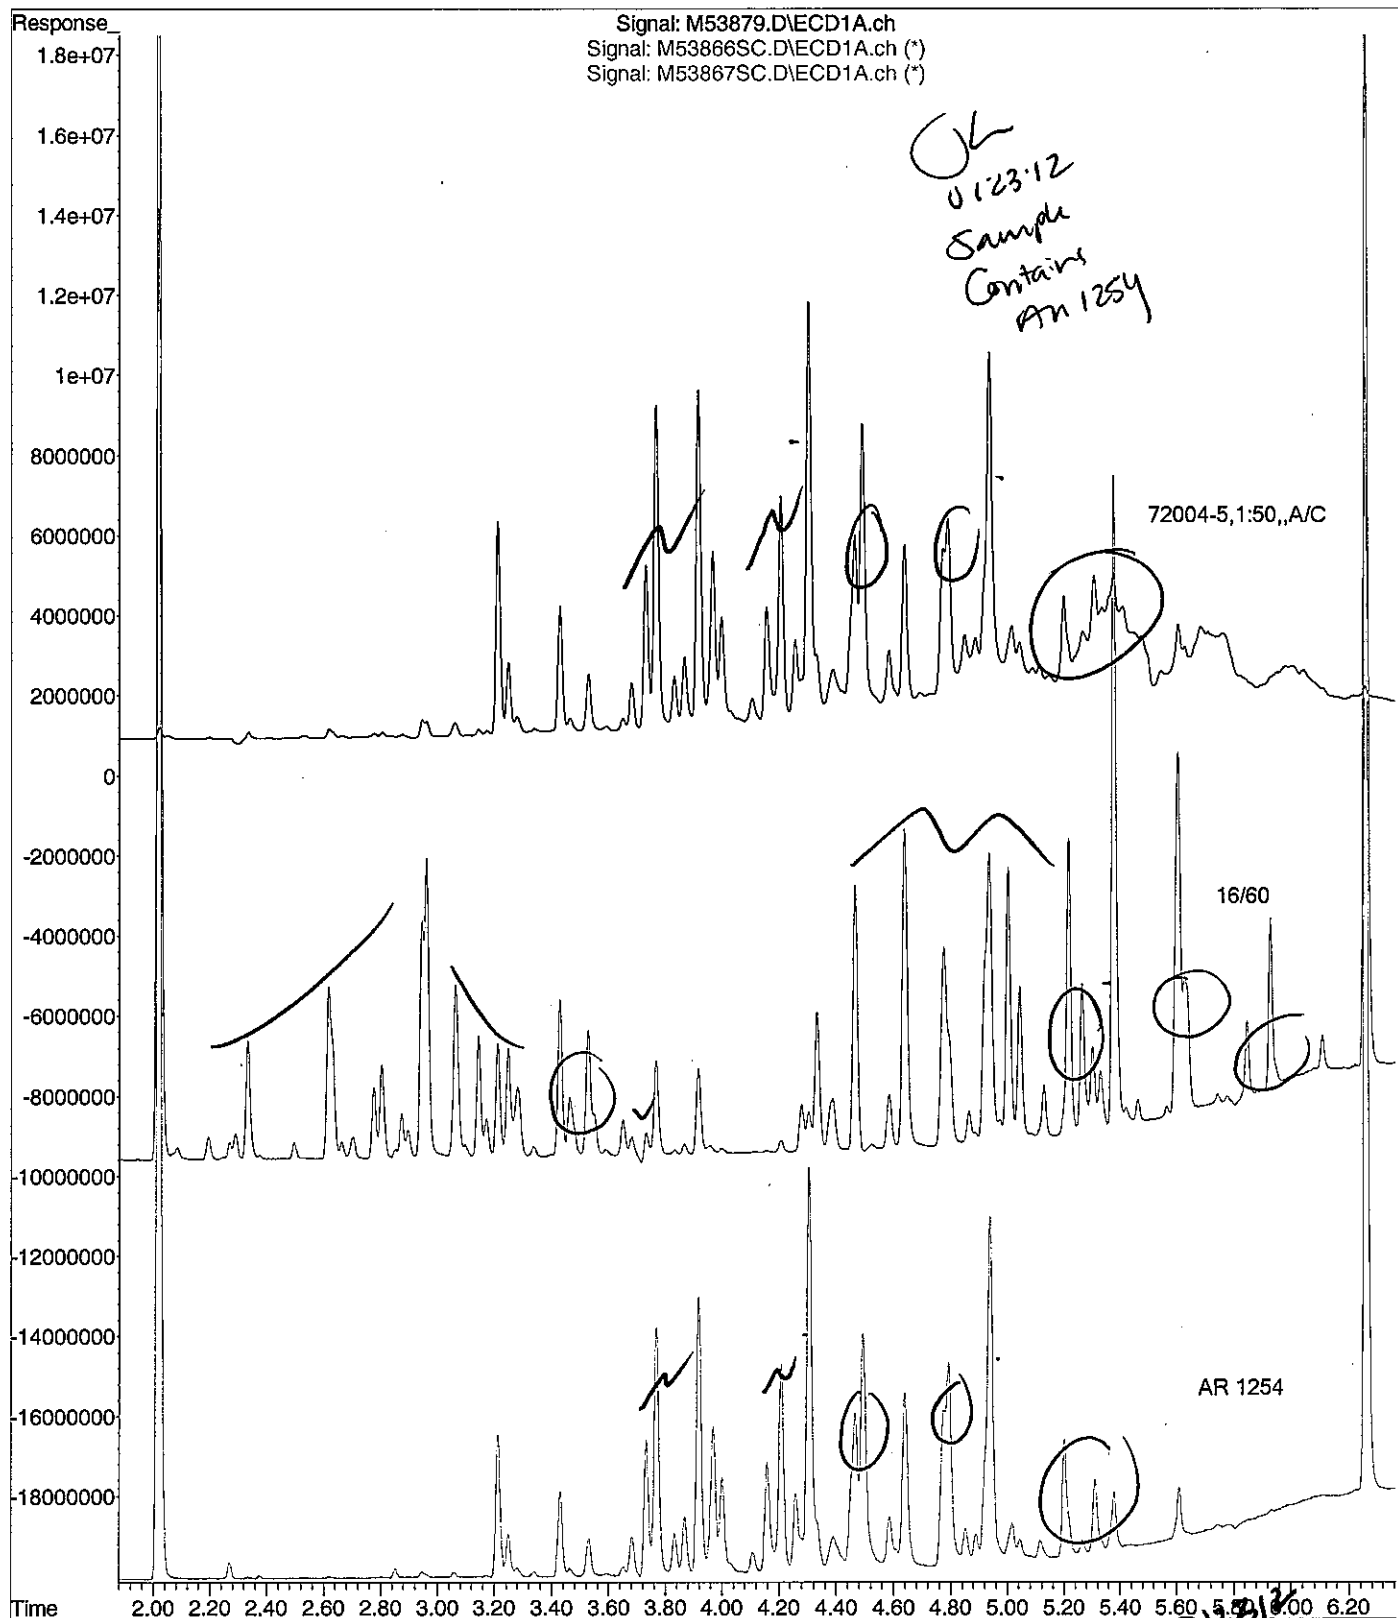 Response_
Signal: M53879.D\ECD1A.ch
Signal: M53866SC.D\ECD1A.ch (*)
Signal: M53867SC.D\ECD1A.ch (*)
1.8e+07
1.6e+07
1.4e+07
1.2e+07
1e+07
8000000
6000000
4000000
2000000
0
-2000000
-4000000
-6000000
-8000000
-10000000
-12000000
-14000000
-16000000
-18000000
01·23·12
Sample
Contains
AR 1254
72004-5,1:50,,A/C
16/60
AR 1254
Time
2.00 2.20 2.40 2.60 2.80 3.00 3.20 3.40 3.60 3.80 4.00 4.20 4.40 4.60 4.80 5.00 5.20 5.40 5.60 5.80 6.00 6.20